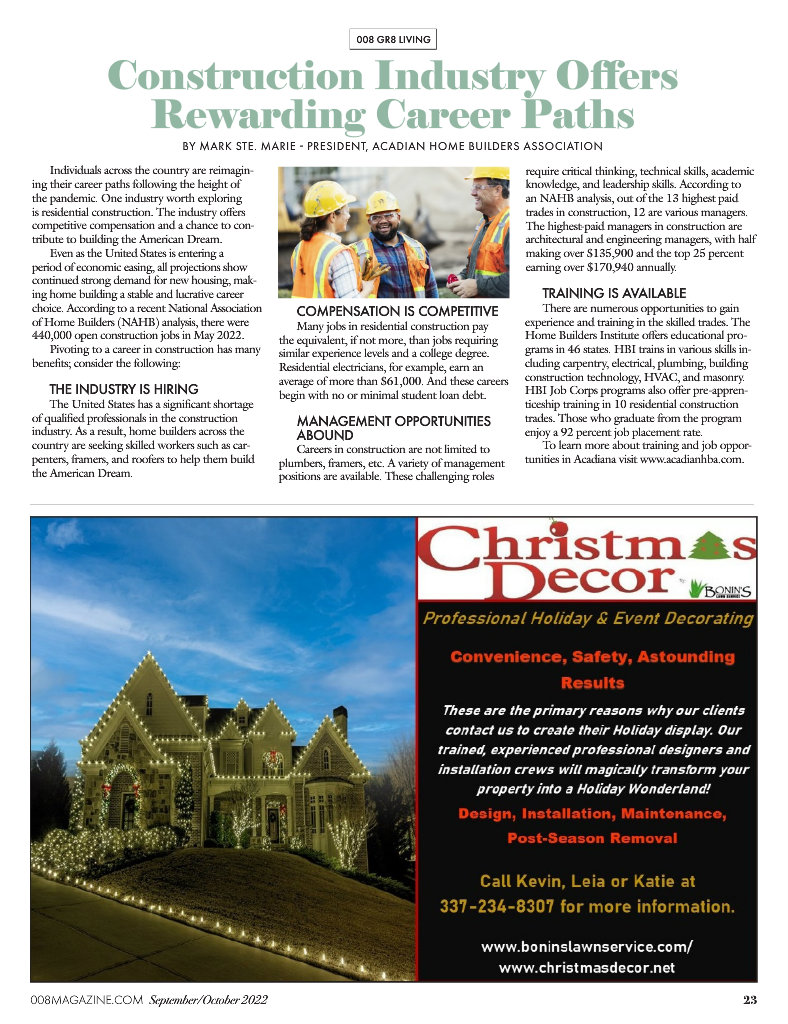 008 GR8 LIVING
Construction Industry Offers
Rewarding Career Paths
BY MARK STE. MARIE - PRESIDENT, ACADIAN HOME BUILDERS ASSOCIATION
Individuals across the country are reimagin-
ing their career paths following the height of
the pandemic. One industry worth exploring
is residential construction. The industry offers
competitive compensation and a chance to con-
tribute to building the American Dream.
Even as the United States is entering a
period of economic easing, all projections show
continued strong demand for new housing, mak-
ing home building a stable and lucrative career
choice. According to a recent National Association
of Home Builders (NAHB) analysis, there were
440,000 open construction jobs in May 2022.
Pivoting to a career in construction has many
benefits; consider the following:
THE INDUSTRY IS HIRING
The United States has a significant shortage
of qualified professionals in the construction
industry. As a result, home builders across the
country are seeking skilled workers such as car-
penters, framers, and roofers to help them build
the American Dream.
COMPENSATION IS COMPETITIVE
Many jobs in residential construction pay
the equivalent, if not more, than jobs requiring
similar experience levels and a college degree.
Residential electricians, for example, earn an
average of more than $61,000. And these careers
begin with no or minimal student loan debt.
MANAGEMENT OPPORTUNITIES
ABOUND
Careers in construction are not limited to
plumbers, framers, etc. A variety of management
positions are available. These challenging roles
require critical thinking, technical skills, academic
knowledge, and leadership skills. According to
an NAHB analysis, out of the 13 highest paid
trades in construction, 12 are various managers.
The highest-paid managers in construction are
architectural and engineering managers, with half
making over $135,900 and the top 25 percent
earning over $170,940 annually.
TRAINING IS AVAILABLE
There are numerous opportunities to gain
experience and training in the skilled trades. The
Home Builders Institute offers educational pro-
grams in 46 states. HBI trains in various skills in-
cluding carpentry, electrical, plumbing, building
construction technology, HVAC, and masonry.
HBI Job Corps programs also offer pre-appren-
ticeship training in 10 residential construction
trades. Those who graduate from the program
enjoy a 92 percent job placement rate.
To learn more about training and job oppor-
tunities in Acadiana visit www.acadianhba.com.
Christmas
Decor
BONIN'S
LAWN SERVICE
Professional Holiday & Event Decorating
Convenience, Safety, Astounding
Results
These are the primary reasons why our clients
contact us to create their Holiday display. Our
trained, experienced professional designers and
installation crews will magically transform your
property into a Holiday Wonderland!
Design, Installation, Maintenance,
Post-Season Removal
Call Kevin, Leia or Katie at
337-234-8307 for more information.
www.boninslawnservice.com/
www.christmasdecor.net
008MAGAZINE.COM September/October 2022
23